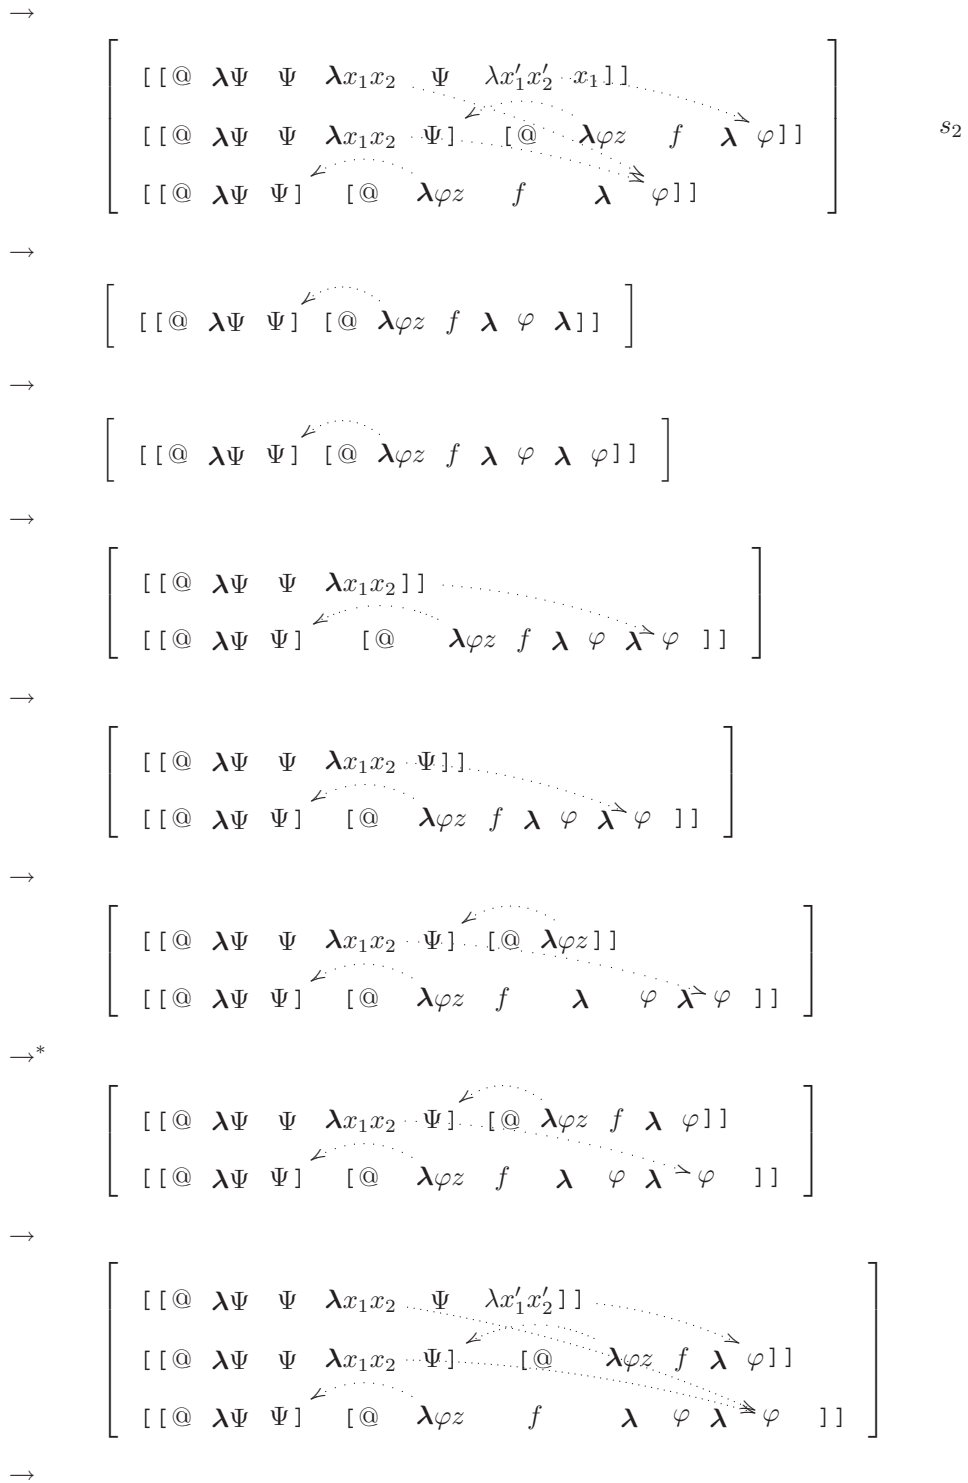 →
[[@ λΨ Ψ λx₁x₂ Ψ λx′₁x′₂ x₁]]
[[@ λΨ Ψ λx₁x₂ Ψ] [@ λφz f λ φ]] s₂
[[@ λΨ Ψ] [@ λφz f λ φ]]
→
[[@ λΨ Ψ] [@ λφz f λ φ λ]]
→
[[@ λΨ Ψ] [@ λφz f λ φ λ φ]]
→
[[@ λΨ Ψ λx₁x₂]]
[[@ λΨ Ψ] [@ λφz f λ φ λ φ ]]
→
[[@ λΨ Ψ λx₁x₂ Ψ]]
[[@ λΨ Ψ] [@ λφz f λ φ λ φ ]]
→
[[@ λΨ Ψ λx₁x₂ Ψ] [@ λφz]]
[[@ λΨ Ψ] [@ λφz f λ φ λ φ ]]
→*
[[@ λΨ Ψ λx₁x₂ Ψ] [@ λφz f λ φ]]
[[@ λΨ Ψ] [@ λφz f λ φ λ φ ]]
→
[[@ λΨ Ψ λx₁x₂ Ψ λx′₁x′₂]]
[[@ λΨ Ψ λx₁x₂ Ψ] [@ λφz f λ φ]]
[[@ λΨ Ψ] [@ λφz f λ φ λ φ ]]
→